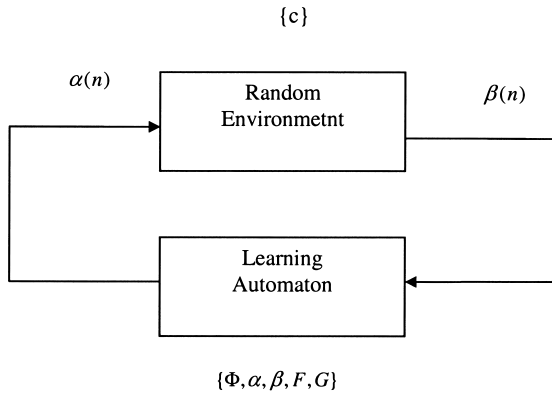 {c}
α(n)
Random
Environmetnt
β(n)
Learning
Automaton
{Φ, α, β, F, G}